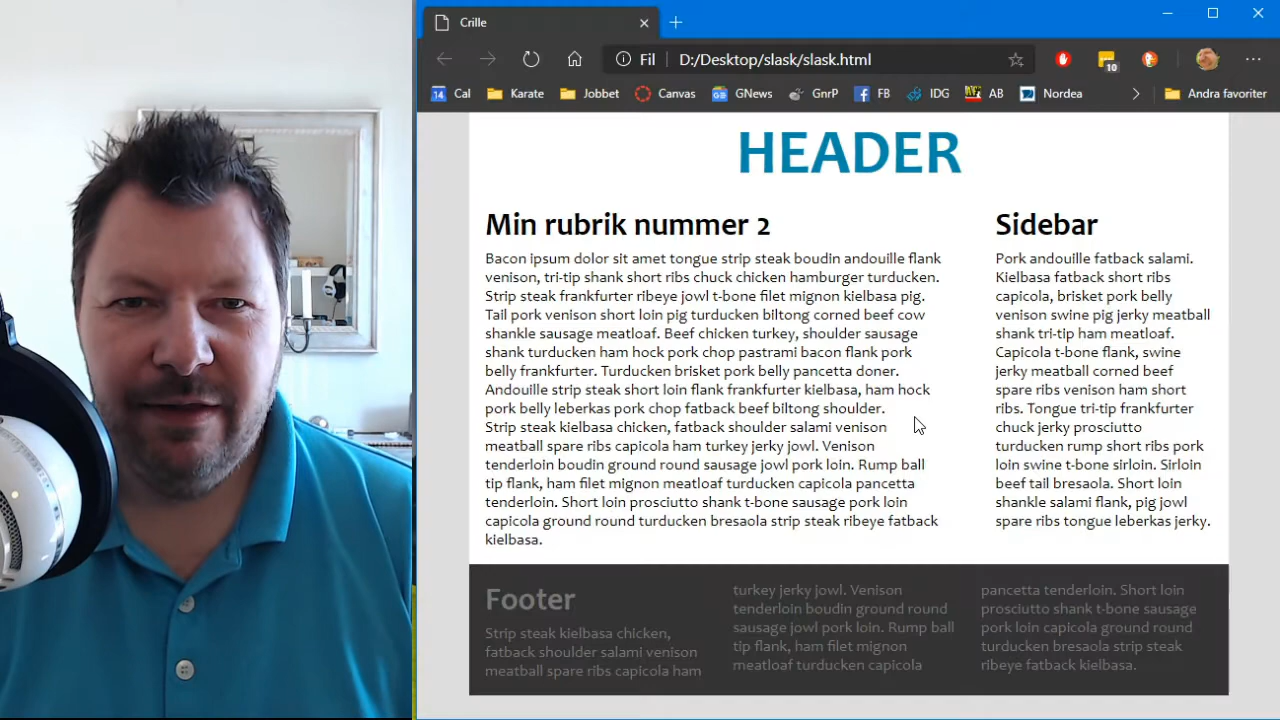 Crille
Fil D:/Desktop/slask/slask.html
10
14 Cal Karate Jobbet Canvas GNews GnrP FB IDG AB Nordea Andra favoriter
HEADER
Min rubrik nummer 2
Bacon ipsum dolor sit amet tongue strip steak boudin andouille flank
venison, tri-tip shank short ribs chuck chicken hamburger turducken.
Strip steak frankfurter ribeye jowl t-bone filet mignon kielbasa pig.
Tail pork venison short loin pig turducken biltong corned beef cow
shankle sausage meatloaf. Beef chicken turkey, shoulder sausage
shank turducken ham hock pork chop pastrami bacon flank pork
belly frankfurter. Turducken brisket pork belly pancetta doner.
Andouille strip steak short loin flank frankfurter kielbasa, ham hock
pork belly leberkas pork chop fatback beef biltong shoulder.
Strip steak kielbasa chicken, fatback shoulder salami venison
meatball spare ribs capicola ham turkey jerky jowl. Venison
tenderloin boudin ground round sausage jowl pork loin. Rump ball
tip flank, ham filet mignon meatloaf turducken capicola pancetta
tenderloin. Short loin prosciutto shank t-bone sausage pork loin
capicola ground round turducken bresaola strip steak ribeye fatback
kielbasa.
Sidebar
Pork andouille fatback salami.
Kielbasa fatback short ribs
capicola, brisket pork belly
venison swine pig jerky meatball
shank tri-tip ham meatloaf.
Capicola t-bone flank, swine
jerky meatball corned beef
spare ribs venison ham short
ribs. Tongue tri-tip frankfurter
chuck jerky prosciutto
turducken rump short ribs pork
loin swine t-bone sirloin. Sirloin
beef tail bresaola. Short loin
shankle salami flank, pig jowl
spare ribs tongue leberkas jerky.
Footer
Strip steak kielbasa chicken,
fatback shoulder salami venison
meatball spare ribs capicola ham
turkey jerky jowl. Venison
tenderloin boudin ground round
sausage jowl pork loin. Rump ball
tip flank, ham filet mignon
meatloaf turducken capicola
pancetta tenderloin. Short loin
prosciutto shank t-bone sausage
pork loin capicola ground round
turducken bresaola strip steak
ribeye fatback kielbasa.